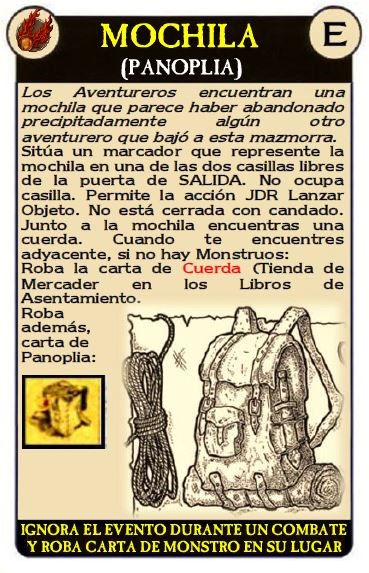 MOCHILA
E
(PANOPLIA)
Los Aventureros encuentran una
mochila que parece haber abandonado
precipitadamente algún otro
aventurero que bajó a esta mazmorra.
Sitúa un marcador que represente la
mochila en una de las dos casillas libres
de la puerta de SALIDA. No ocupa
casilla. Permite la acción JDR Lanzar
Objeto. No está cerrada con candado.
Junto a la mochila encuentras una
cuerda. Cuando te encuentres
adyacente, si no hay Monstruos:
Roba la carta de Cuerda (Tienda de
Mercader en los Libros de
Asentamiento.
Roba
además,
carta de
Panoplia:
IGNORA EL EVENTO DURANTE UN COMBATE
Y ROBA CARTA DE MONSTRO EN SU LUGAR